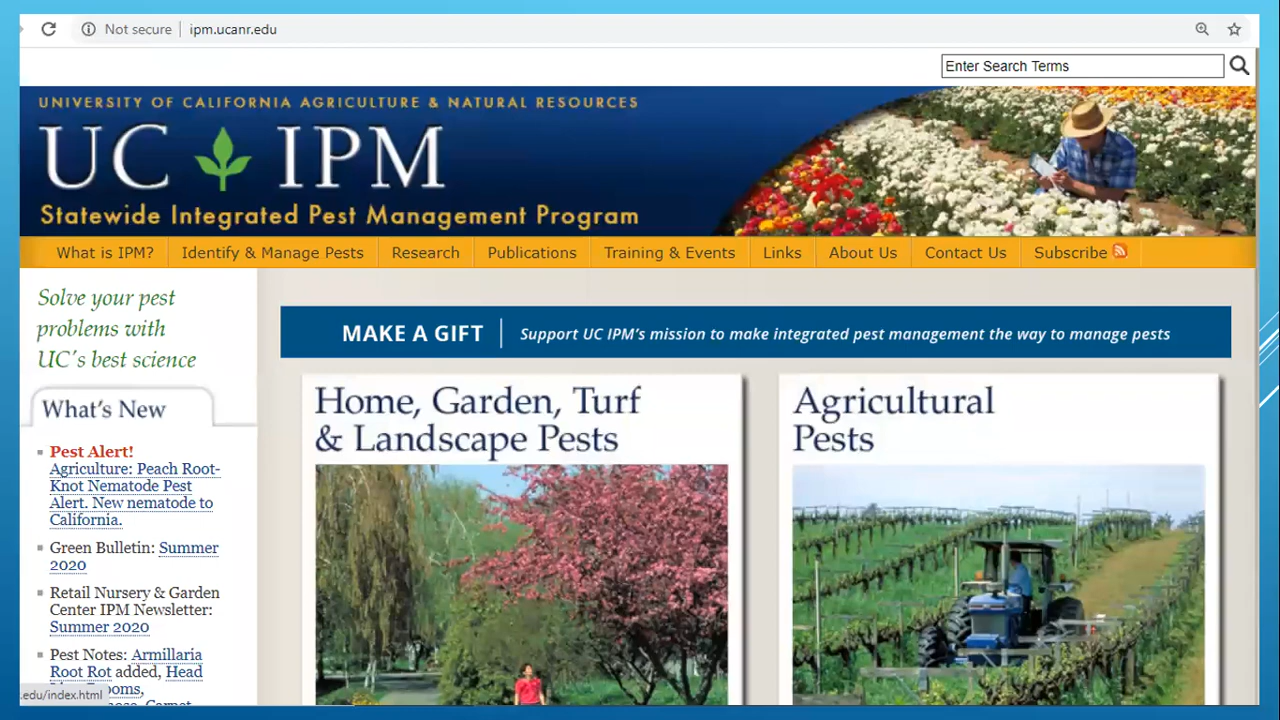 Not secure | ipm.ucanr.edu
Enter Search Terms
UNIVERSITY OF CALIFORNIA AGRICULTURE & NATURAL RESOURCES
UC IPM
Statewide Integrated Pest Management Program
What is IPM? Identify & Manage Pests Research Publications Training & Events Links About Us Contact Us Subscribe
Solve your pest
problems with
UC's best science
What's New
Pest Alert!
Agriculture: Peach Root-
Knot Nematode Pest
Alert. New nematode to
California.
Green Bulletin: Summer
2020
Retail Nursery & Garden
Center IPM Newsletter:
Summer 2020
Pest Notes: Armillaria
Root Rot added, Head
.edu/index.html
MAKE A GIFT | Support UC IPM's mission to make integrated pest management the way to manage pests
Home, Garden, Turf
& Landscape Pests
Agricultural
Pests